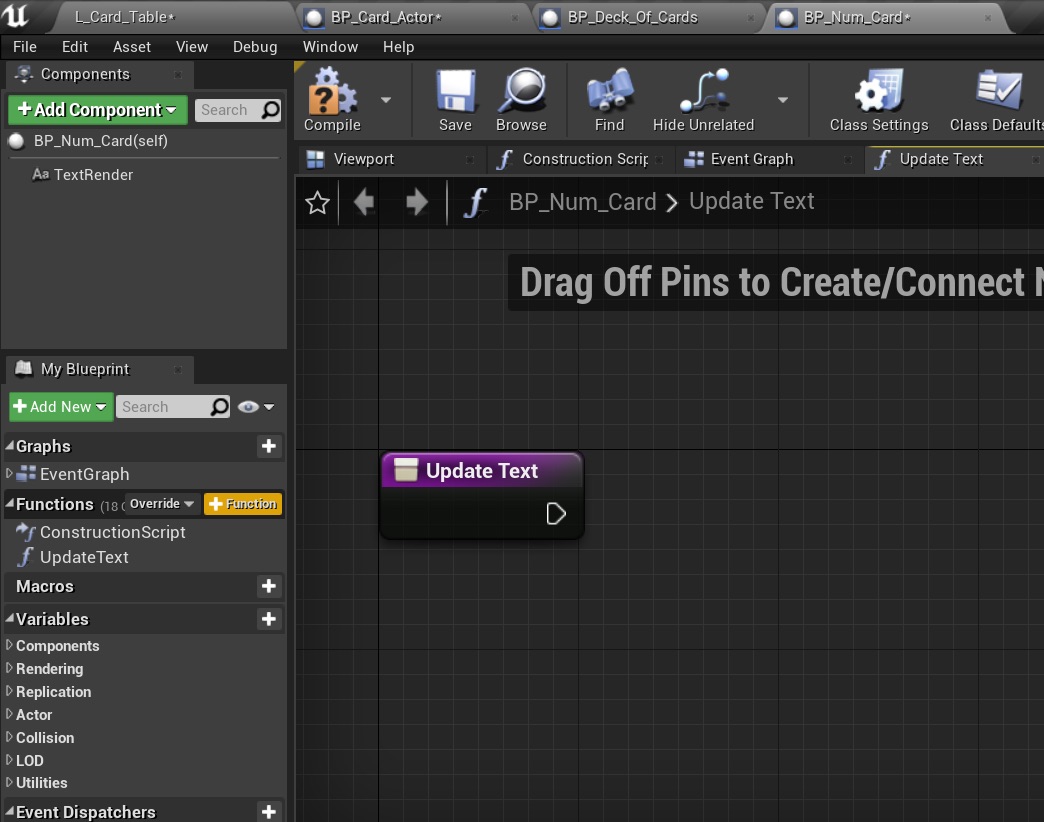 L_Card_Table*
BP_Card_Actor*
BP_Deck_Of_Cards
BP_Num_Card*
File Edit Asset View Debug Window Help
Components
Add Component
Search
BP_Num_Card(self)
Aa TextRender
Compile
Save
Browse
Find
Hide Unrelated
Class Settings
Class Defaults
Viewport
Construction Scrip
Event Graph
Update Text
BP_Num_Card > Update Text
Drag Off Pins to Create/Connect N
Update Text
My Blueprint
Add New
Search
Graphs
EventGraph
Functions (18 O Override + Function
ConstructionScript
UpdateText
Macros
Variables
Components
Rendering
Replication
Actor
Collision
LOD
Utilities
Event Dispatchers